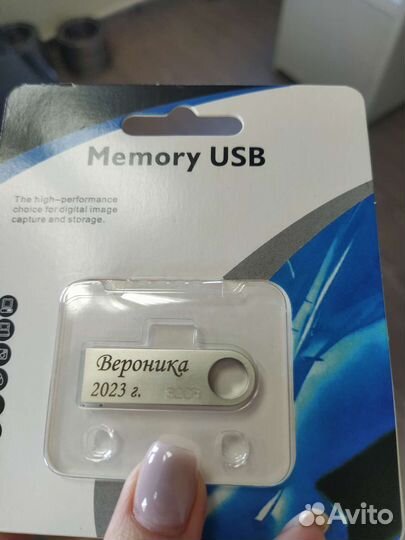 Memory USB
The high-performance
choice for digital image
capture and storage.
Вероника
2023 г.
Avito